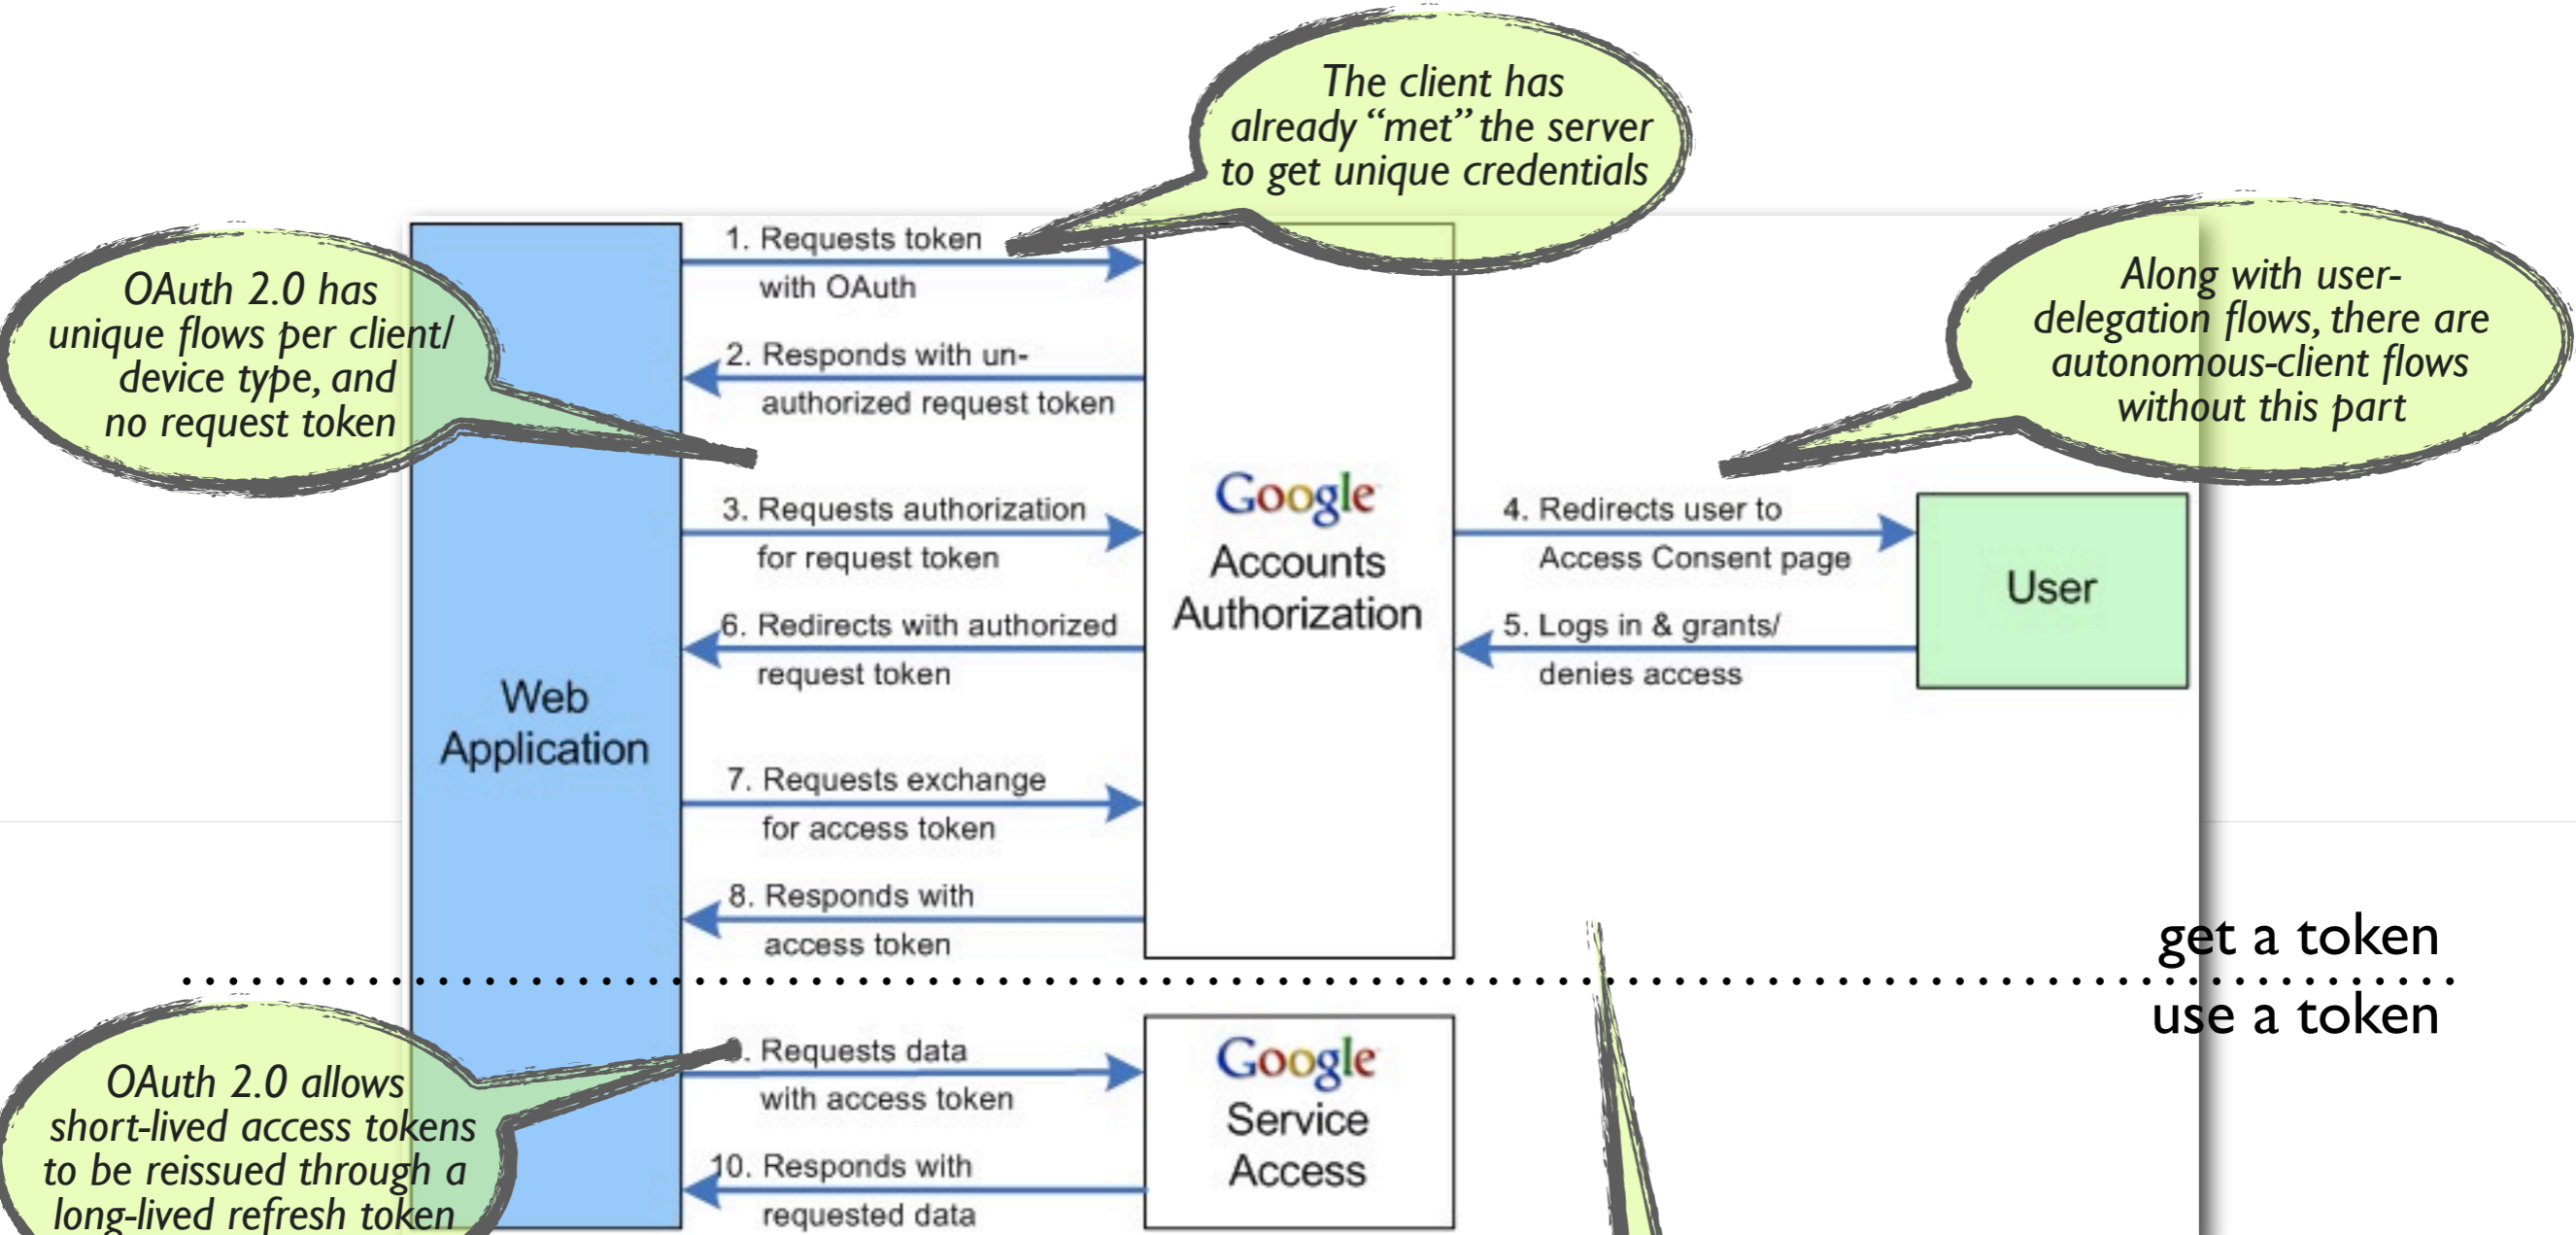 The client has
already “met” the server
to get unique credentials
OAuth 2.0 has
unique flows per client/
device type, and
no request token
Along with user-
delegation flows, there are
autonomous-client flows
without this part
1. Requests token
with OAuth
2. Responds with un-
authorized request token
3. Requests authorization
for request token
Google
Accounts
Authorization
4. Redirects user to
Access Consent page
User
6. Redirects with authorized
request token
5. Logs in & grants/
denies access
Web
Application
7. Requests exchange
for access token
8. Responds with
access token
get a token
use a token
OAuth 2.0 allows
short-lived access tokens
to be reissued through a
long-lived refresh token
. Requests data
with access token
Google
Service
Access
10. Responds with
requested data